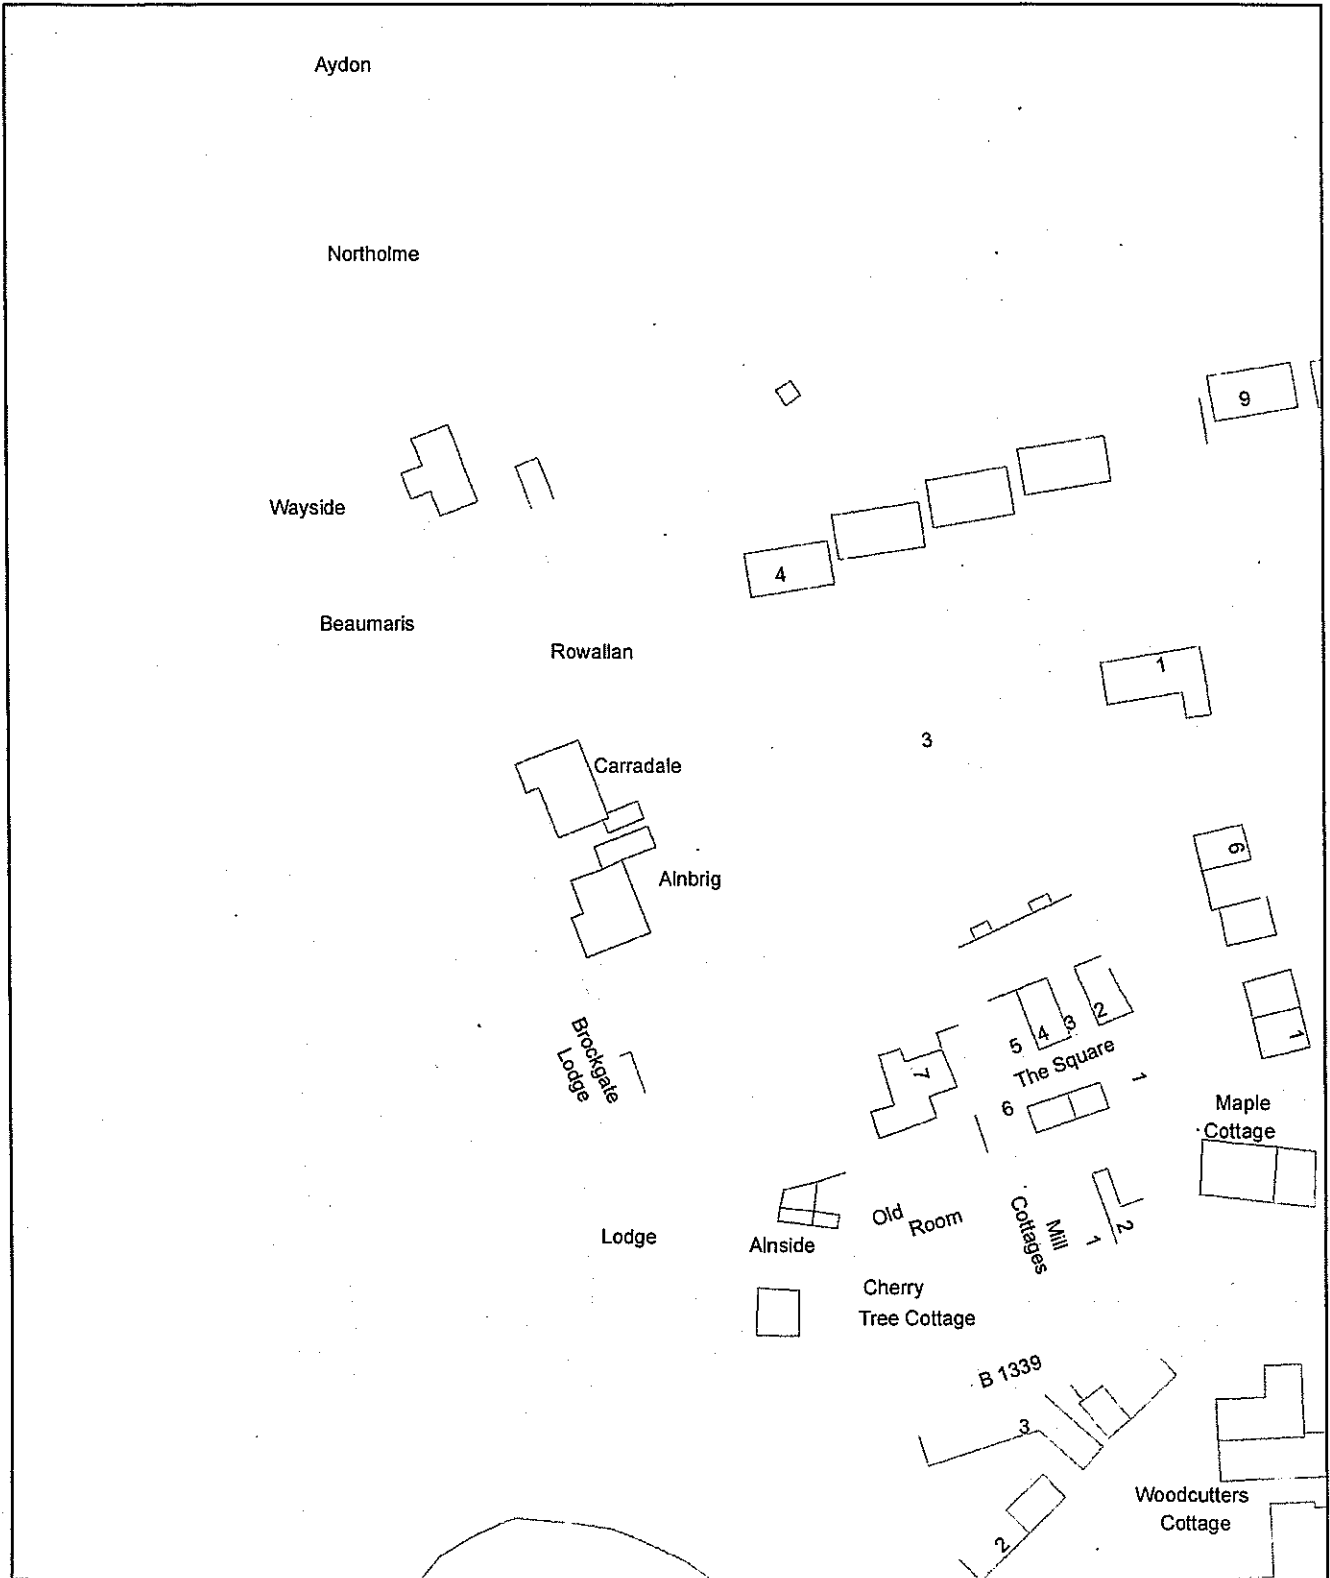 Aydon
Northolme
9
Wayside
4
Beaumaris
Rowallan
1
3
Carradale
6
Alnbrig
2
3
4
5
The Square
1
7
6
1
Brockgate
Lodge
Maple
Cottage
Old
Room
Mill
Cottages
1
2
Lodge
Alnside
Cherry
Tree Cottage
B 1339
3
Woodcutters
Cottage
2